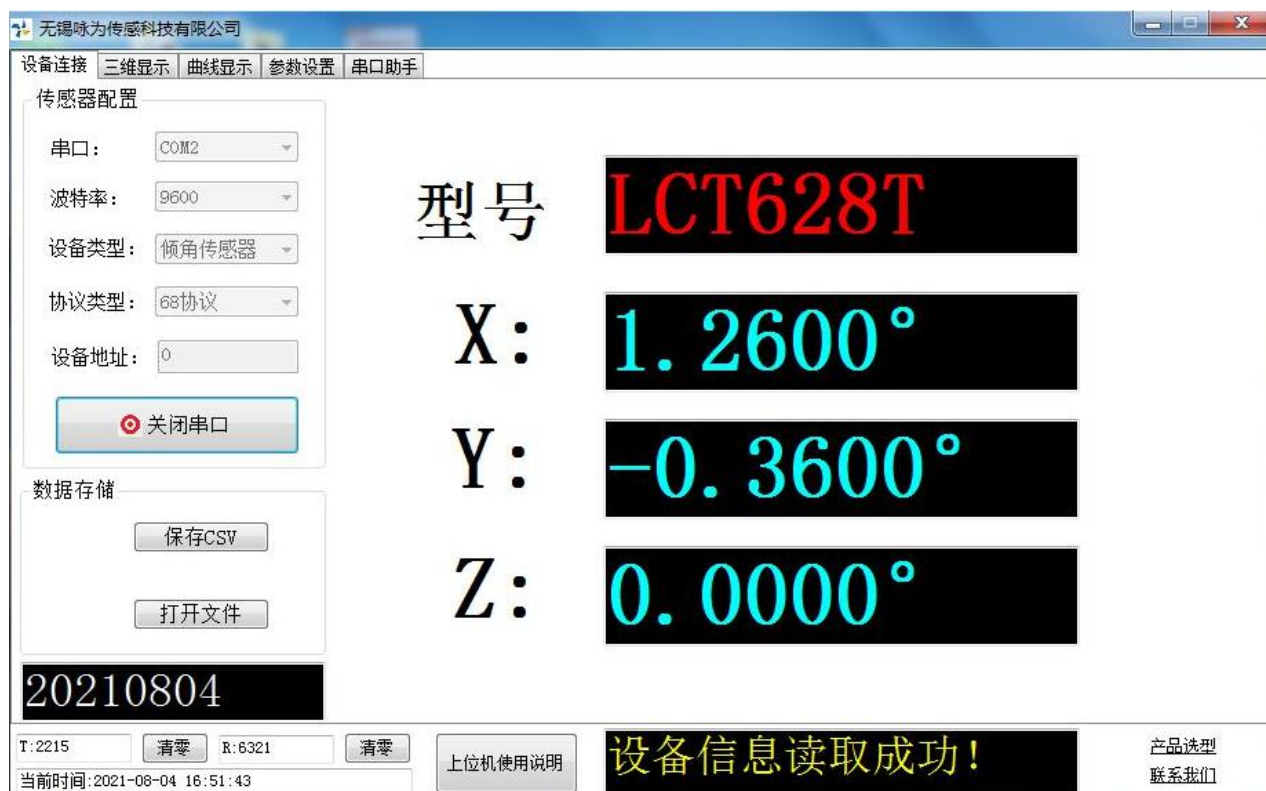 无锡咏为传感科技有限公司
设备连接 三维显示 曲线显示 参数设置 串口助手
传感器配置
串口： COM2
波特率： 9600
设备类型： 倾角传感器
协议类型： 68协议
设备地址： 0
关闭串口
数据存储
保存CSV
打开文件
20210804
型号 LCT628T
X: 1.2600°
Y: -0.3600°
Z: 0.0000°
T:2215 清零 R:6321 清零
当前时间:2021-08-04 16:51:43
上位机使用说明
设备信息读取成功!
产品选型
联系我们